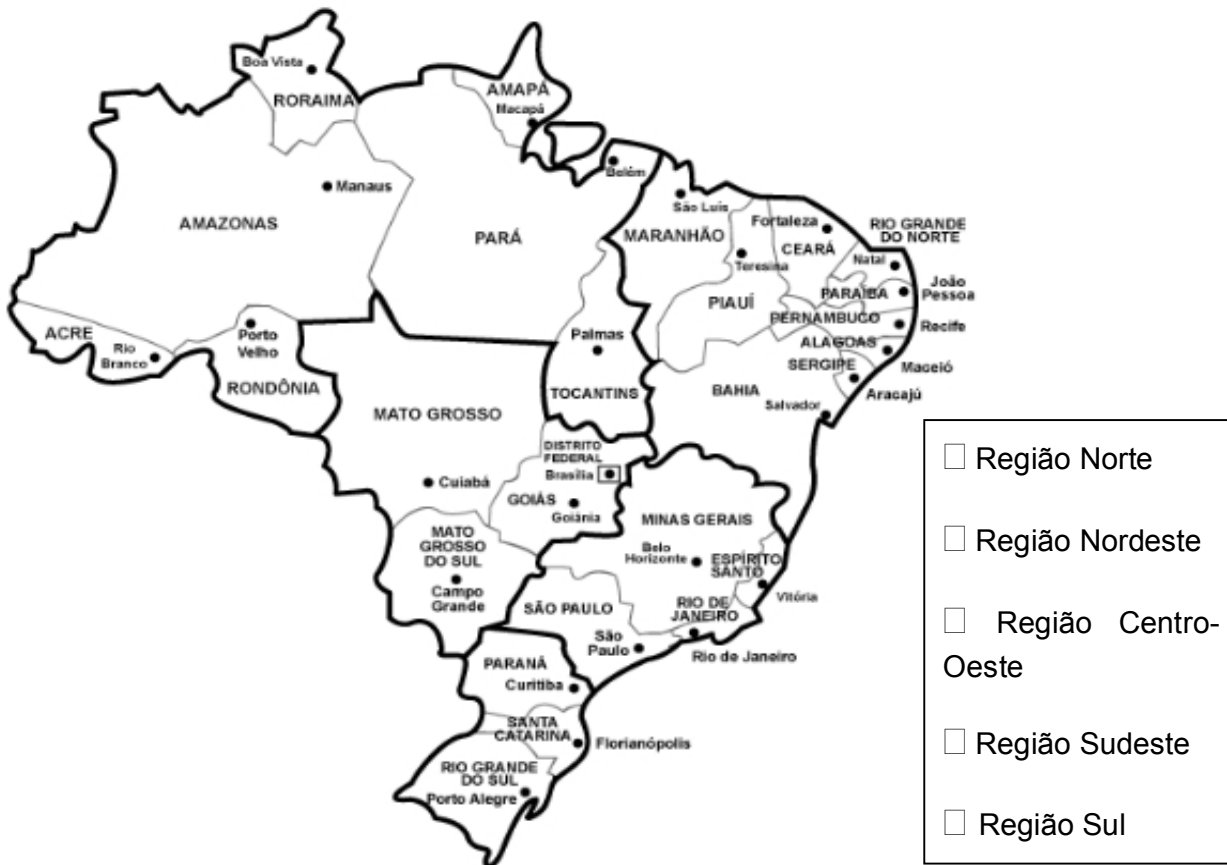 Boa Vista
RORAIMA
AMAPÁ
Macapá
Belém
Manaus
AMAZONAS
PARÁ
São Luís
MARANHÃO
Fortaleza
CEARÁ
RIO GRANDE
DO NORTE
Natal
Teresina
PIAUÍ
PARAÍBA
João
Pessoa
PERNAMBUCO
Recife
ALAGOAS
Maceió
SERGIPE
Aracajú
ACRE
Rio
Branco
Porto
Velho
RONDÔNIA
Palmas
TOCANTINS
BAHIA
Salvador
MATO GROSSO
Cuiabá
DISTRITO
FEDERAL
Brasília
GOIÁS
Goiânia
MINAS GERAIS
Belo
Horizonte
ESPÍRITO
SANTO
Vitória
MATO
GROSSO
DO SUL
Campo
Grande
SÃO PAULO
São
Paulo
RIO DE
JANEIRO
Rio de Janeiro
PARANÁ
Curitiba
SANTA
CATARINA
Florianópolis
RIO GRANDE
DO SUL
Porto Alegre
□ Região Norte
□ Região Nordeste
□ Região Centro-
Oeste
□ Região Sudeste
□ Região Sul